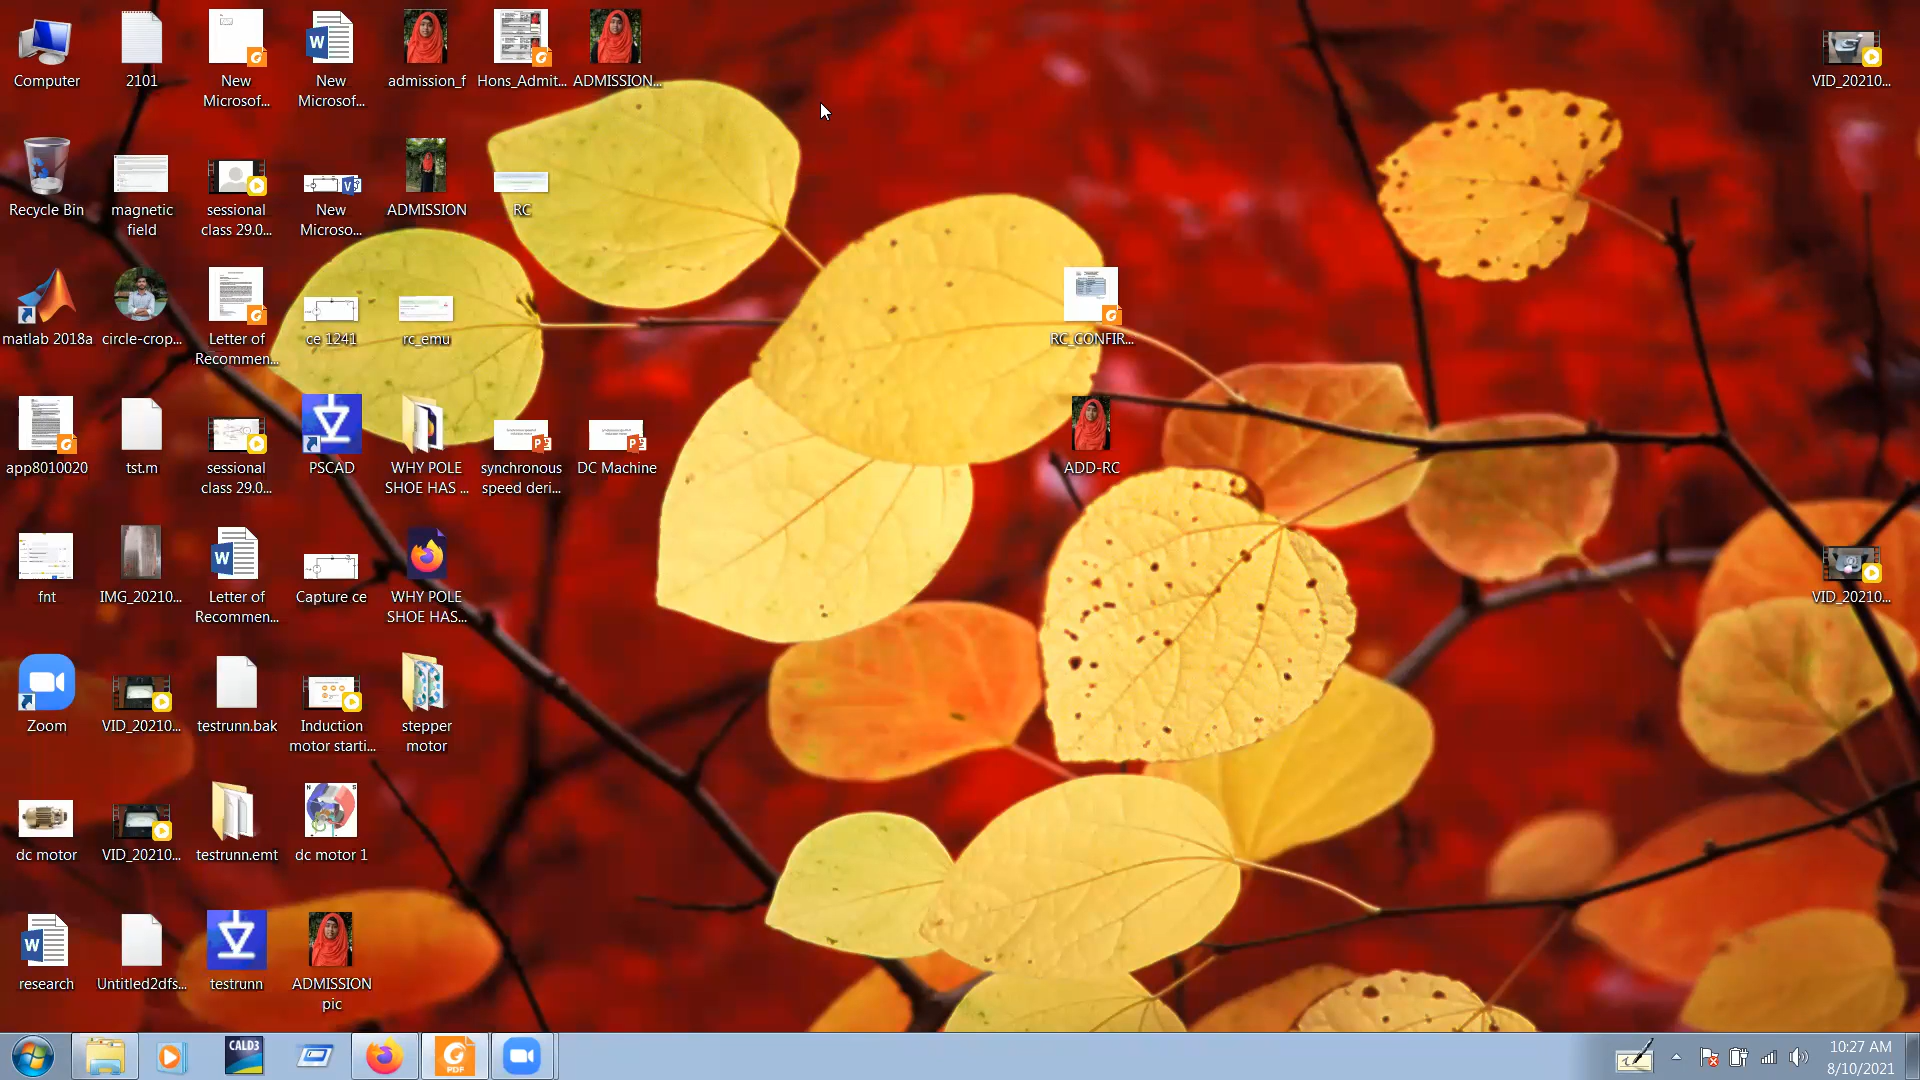 Computer
2101
New
Microsof...
New
Microsof...
admission_f
Hons_Admit...
ADMISSION...
VID_20210...
Recycle Bin
magnetic
field
sessional
class 29.0...
New
Microso...
ADMISSION
RC
matlab 2018a
circle-crop...
Letter of
Recommen...
ce 1241
rc_emu
RC_CONFIR...
app8010020
tst.m
sessional
class 29.0...
PSCAD
WHY POLE
SHOE HAS ...
synchronous
speed deri...
DC Machine
ADD-RC
fnt
IMG_20210...
Letter of
Recommen...
Capture ce
WHY POLE
SHOE HAS...
VID_20210...
Zoom
VID_20210...
testrunn.bak
Induction
motor starti...
stepper
motor
dc motor
VID_20210...
testrunn.emt
dc motor 1
research
Untitled2dfs...
testrunn
ADMISSION
pic
CALD3
PDF
10:27 AM
8/10/2021